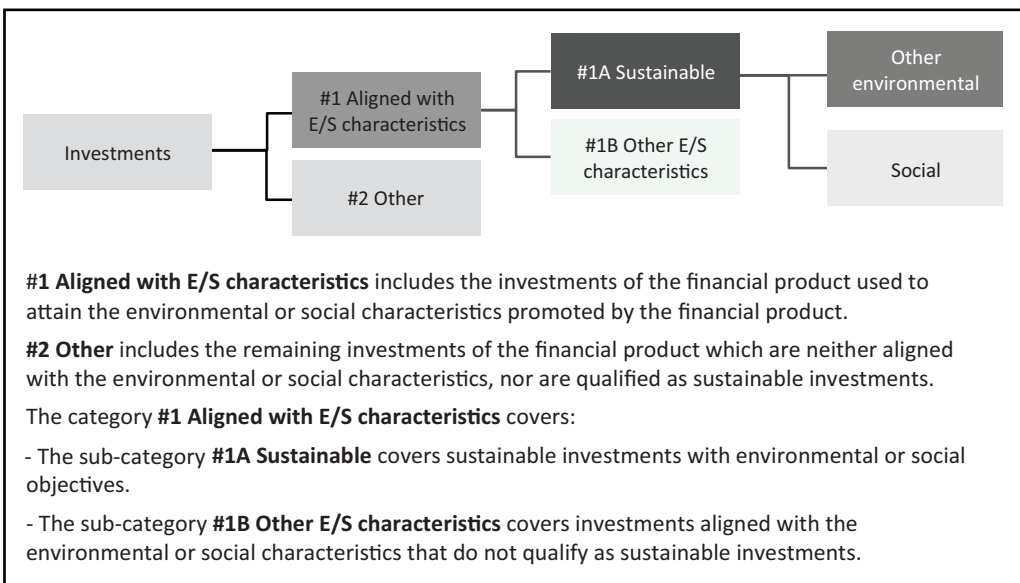 Investments
#1 Aligned with
E/S characteristics
#2 Other
#1A Sustainable
#1B Other E/S
characteristics
Other
environmental
Social
#1 Aligned with E/S characteristics includes the investments of the financial product used to
attain the environmental or social characteristics promoted by the financial product.
#2 Other includes the remaining investments of the financial product which are neither aligned
with the environmental or social characteristics, nor are qualified as sustainable investments.
The category #1 Aligned with E/S characteristics covers:
- The sub-category #1A Sustainable covers sustainable investments with environmental or social
objectives.
- The sub-category #1B Other E/S characteristics covers investments aligned with the
environmental or social characteristics that do not qualify as sustainable investments.